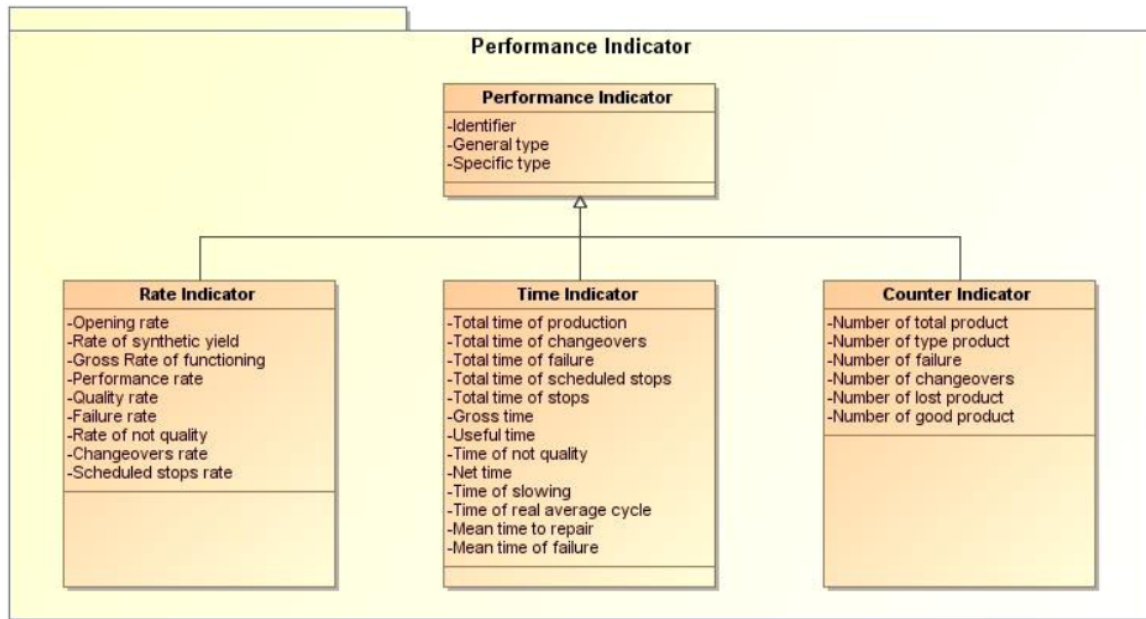 Performance Indicator
Performance Indicator
-Identifier
-General type
-Specific type
Rate Indicator
-Opening rate
-Rate of synthetic yield
-Gross Rate of functioning
-Performance rate
-Quality rate
-Failure rate
-Rate of not quality
-Changeovers rate
-Scheduled stops rate
Time Indicator
-Total time of production
-Total time of changeovers
-Total time of failure
-Total time of scheduled stops
-Total time of stops
-Gross time
-Useful time
-Time of not quality
-Net time
-Time of slowing
-Time of real average cycle
-Mean time to repair
-Mean time of failure
Counter Indicator
-Number of total product
-Number of type product
-Number of failure
-Number of changeovers
-Number of lost product
-Number of good product